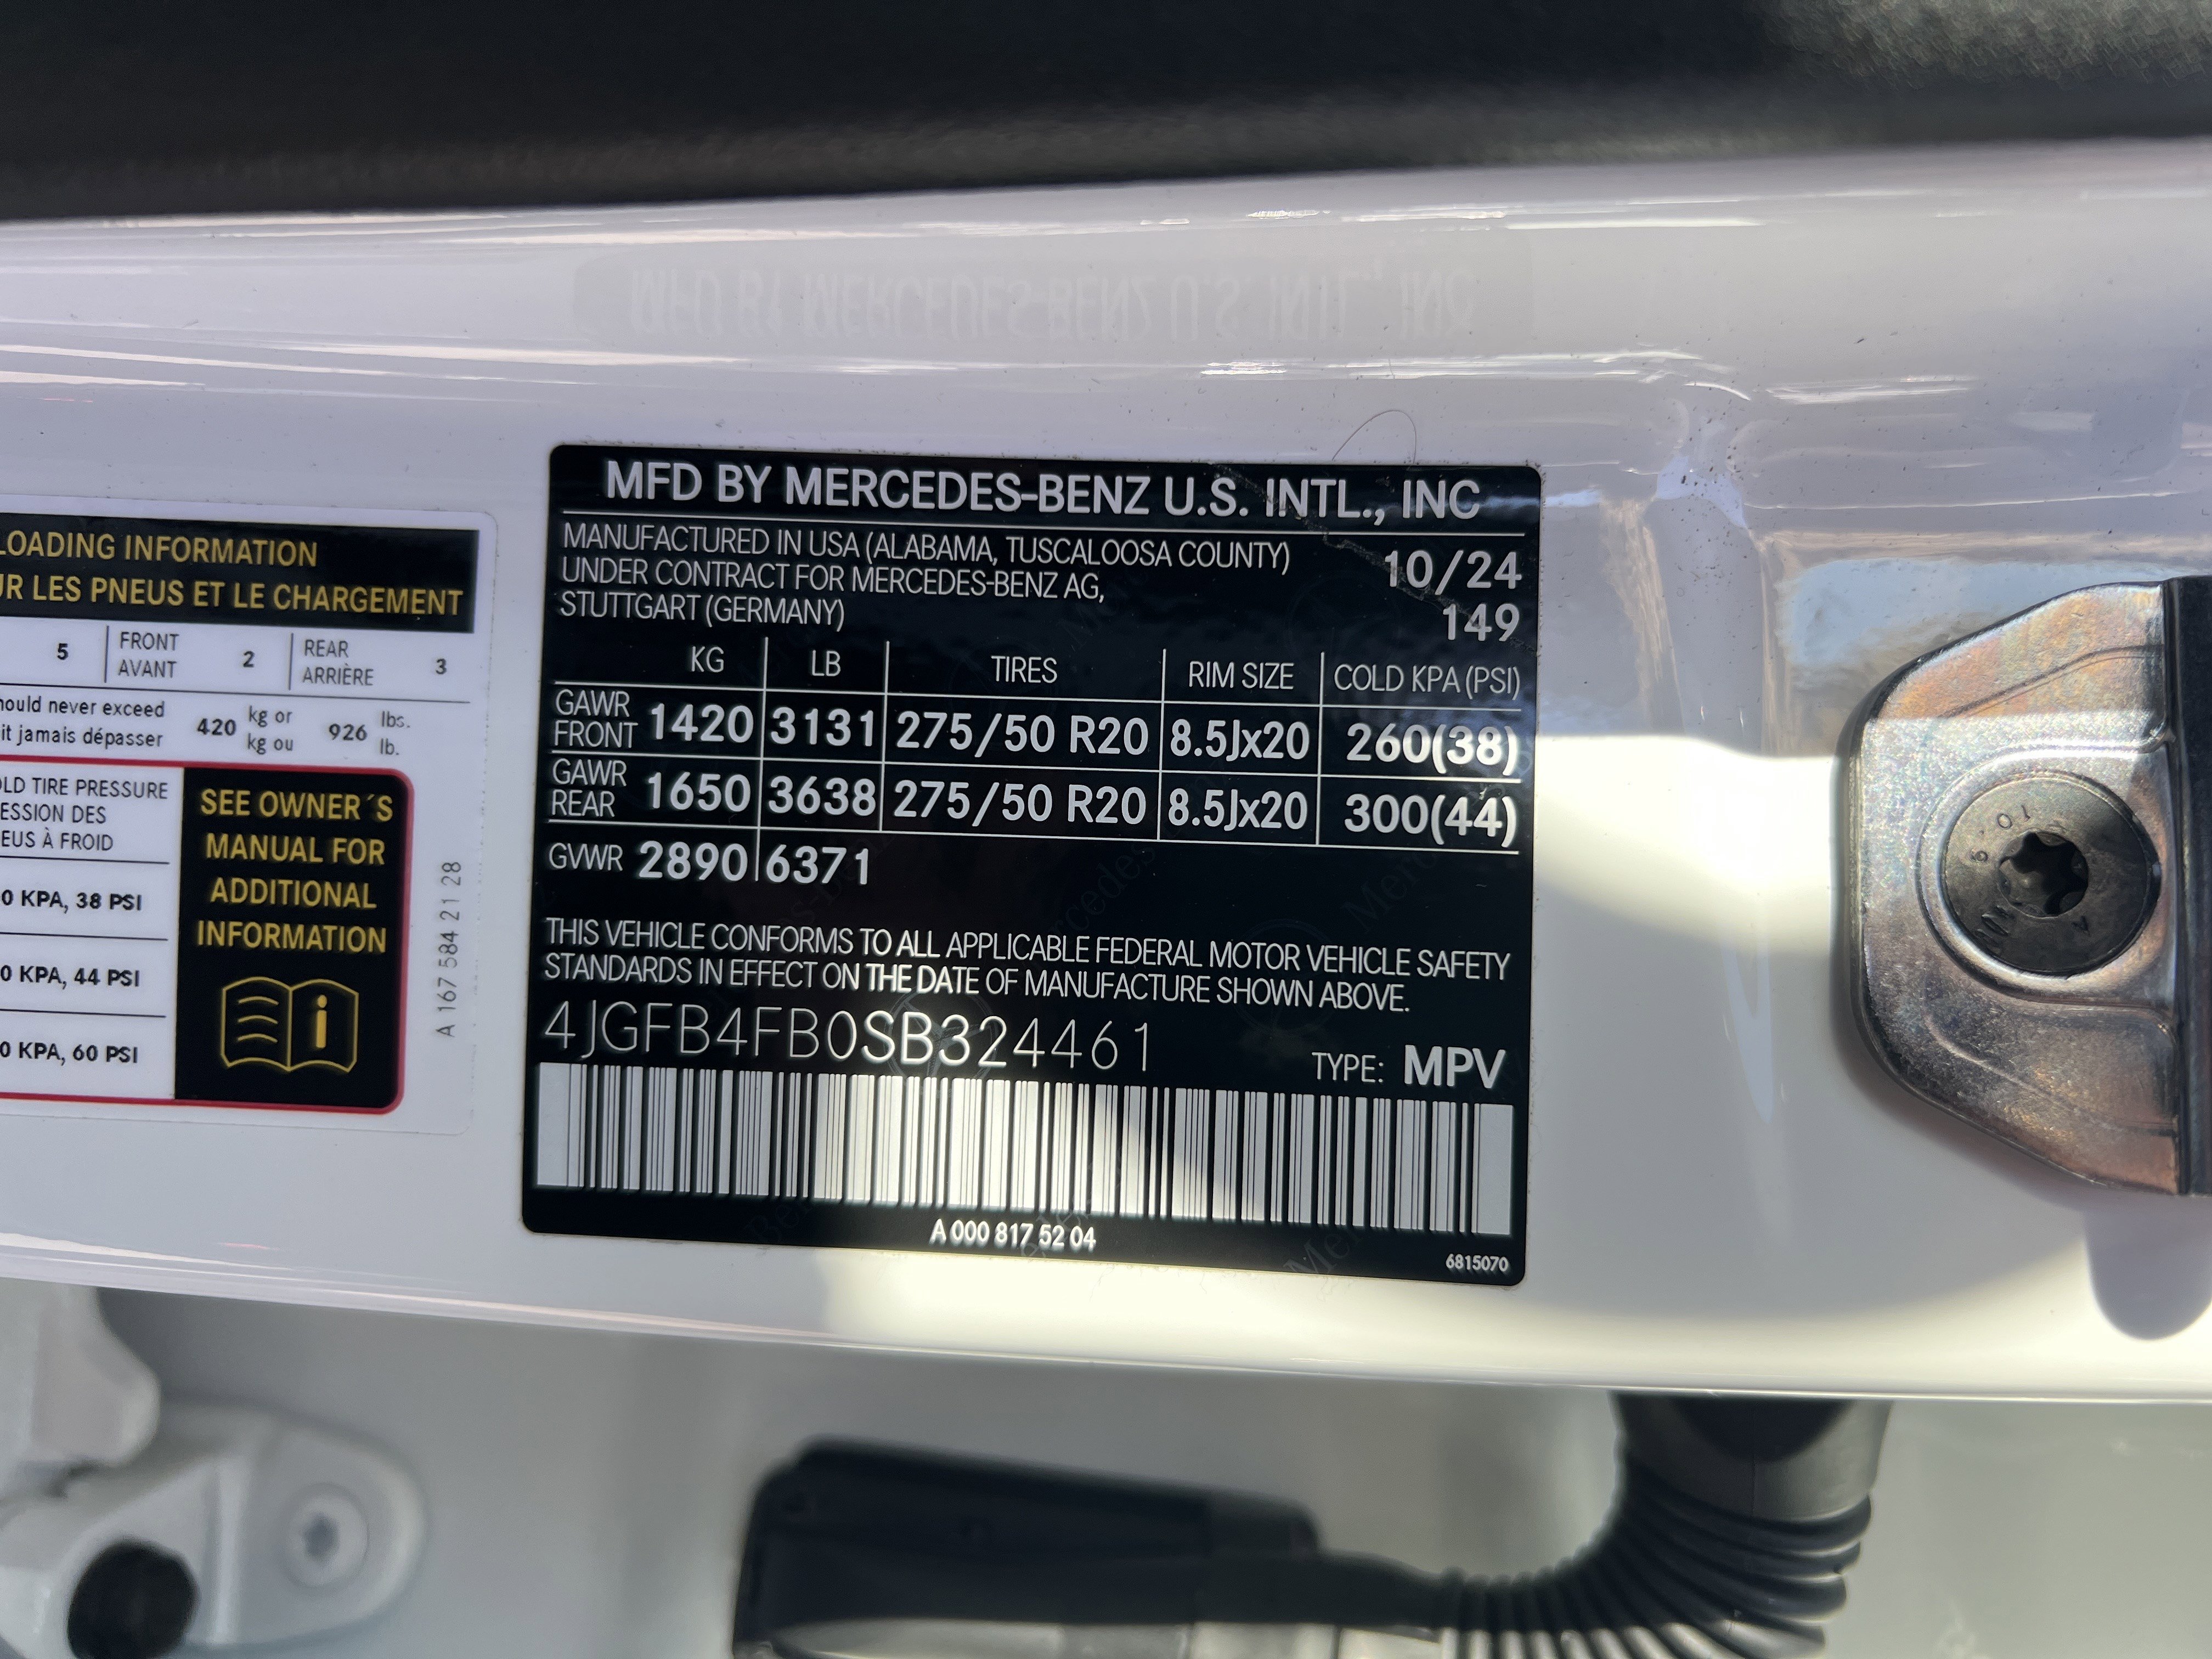 LOADING INFORMATION
UR LES PNEUS ET LE CHARGEMENT
5 FRONT AVANT 2 REAR ARRIÈRE 3
should never exceed 420 kg or 926 lbs.
it jamais dépasser kg ou lb.
OLD TIRE PRESSURE
ESSION DES
EUS À FROID
0 KPA, 38 PSI
0 KPA, 44 PSI
0 KPA, 60 PSI
SEE OWNER´S
MANUAL FOR
ADDITIONAL
INFORMATION
A 167 584 21 28
MFD BY MERCEDES-BENZ U.S. INTL., INC
MANUFACTURED IN USA (ALABAMA, TUSCALOOSA COUNTY) 10/24
UNDER CONTRACT FOR MERCEDES-BENZ AG,
STUTTGART (GERMANY) 149
KG LB TIRES RIM SIZE COLD KPA (PSI)
GAWR FRONT 1420 3131 275/50 R20 8.5Jx20 260(38)
GAWR REAR 1650 3638 275/50 R20 8.5Jx20 300(44)
GVWR 2890 6371
THIS VEHICLE CONFORMS TO ALL APPLICABLE FEDERAL MOTOR VEHICLE SAFETY
STANDARDS IN EFFECT ON THE DATE OF MANUFACTURE SHOWN ABOVE.
4JGFB4FB0SB324461 TYPE: MPV
A 000 817 52 04
6815070
10.9